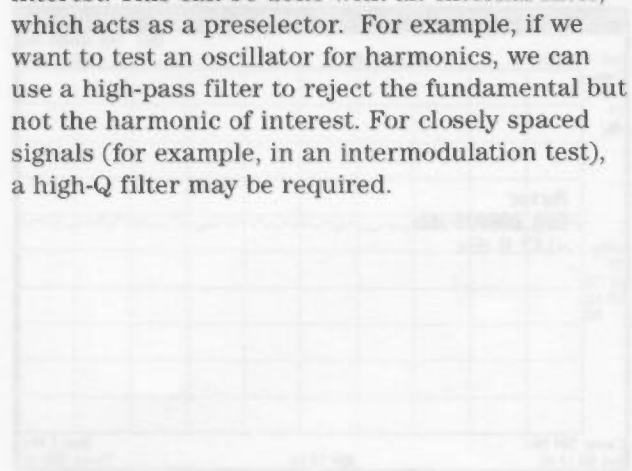 which acts as a preselector. For example, if we
want to test an oscillator for harmonics, we can
use a high-pass filter to reject the fundamental but
not the harmonic of interest. For closely spaced
signals (for example, in an intermodulation test),
a high-Q filter may be required.